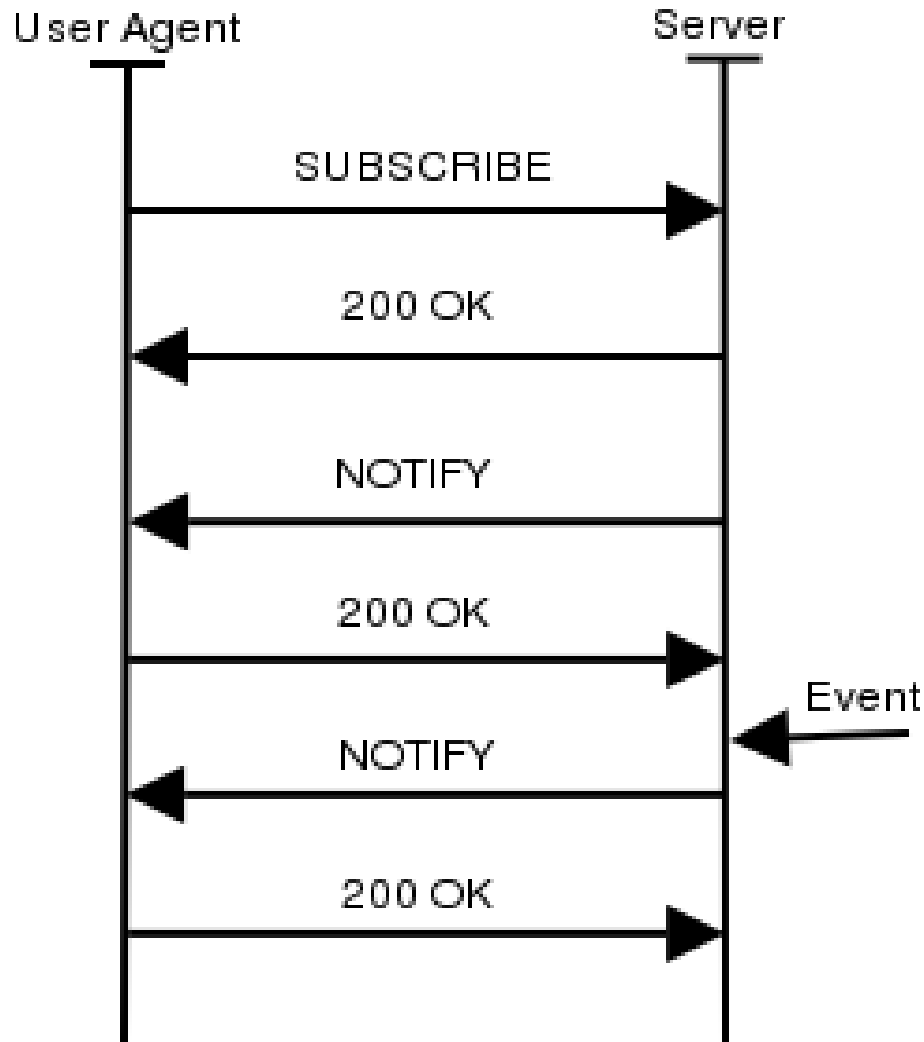 User Agent
Server
SUBSCRIBE
200 OK
NOTIFY
200 OK
Event
NOTIFY
200 OK